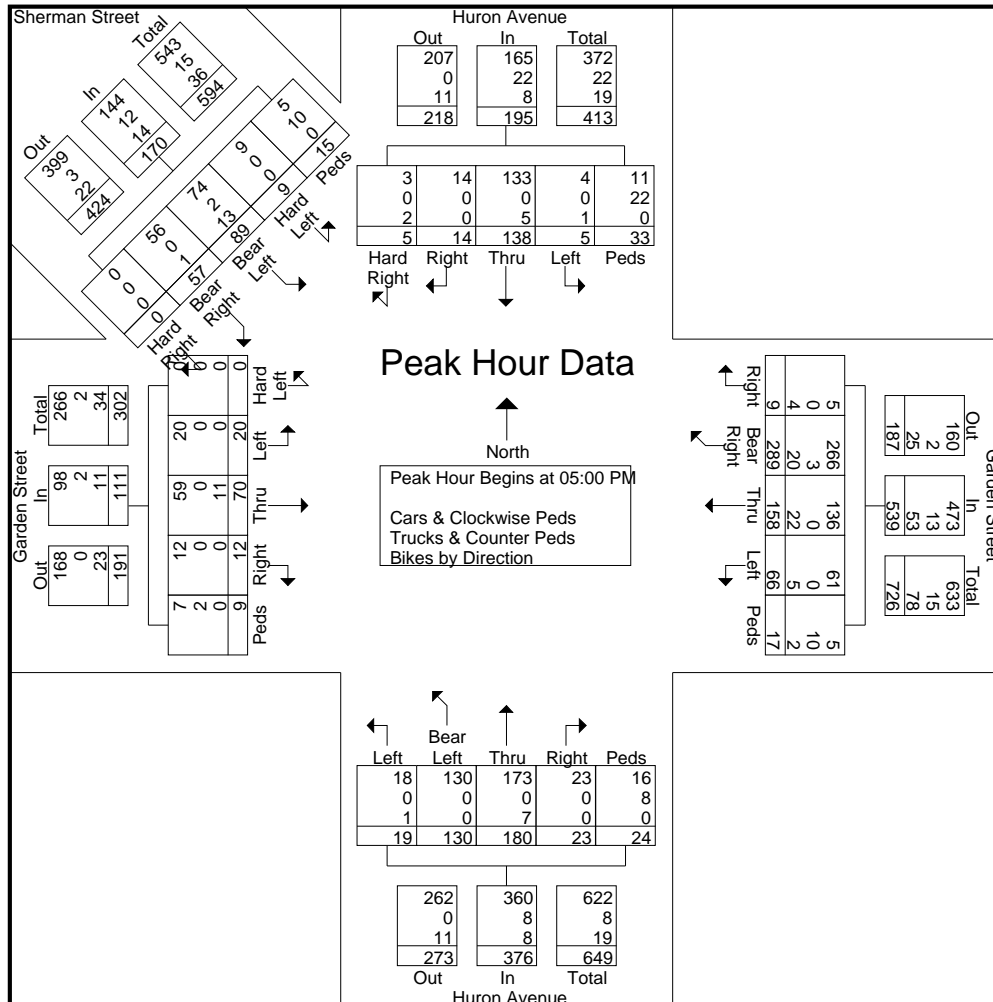 Sherman Street
Out
399
3
22
424
In
144
12
14
170
Total
543
15
36
594
0
0
0
0
Hard
Right
56
0
1
57
Bear
Right
74
2
13
89
Bear
Left
9
0
0
9
Hard
Left
5
10
0
15
Peds
Huron Avenue
Out In Total
207 165 372
0 22 22
11 8 19
218 195 413
3 14 133 4 11
0 0 0 0 22
2 0 5 1 0
5 14 138 5 33
Hard
Right Right Thru Left Peds
Peak Hour Data
North
Peak Hour Begins at 05:00 PM
Cars & Clockwise Peds
Trucks & Counter Peds
Bikes by Direction
Garden Street
Out In Total
168 98 266
0 2 2
23 11 34
191 111 302
Peds Right Thru Left Hard
Left
7 12 59 20 0
2 0 0 0 0
0 0 11 0 0
9 12 70 20 0
Garden Street
Out In Total
160 473 633
2 13 15
25 53 78
187 539 726
5 266 136 61 5
0 3 0 0 10
4 20 22 5 2
9 289 158 66 17
Right Bear
Right Thru Left Peds
Bear
Left Left Thru Right Peds
18 130 173 23 16
0 0 0 0 8
1 0 7 0 0
19 130 180 23 24
262 360 622
0 8 8
11 8 19
273 376 649
Out In Total
Huron Avenue